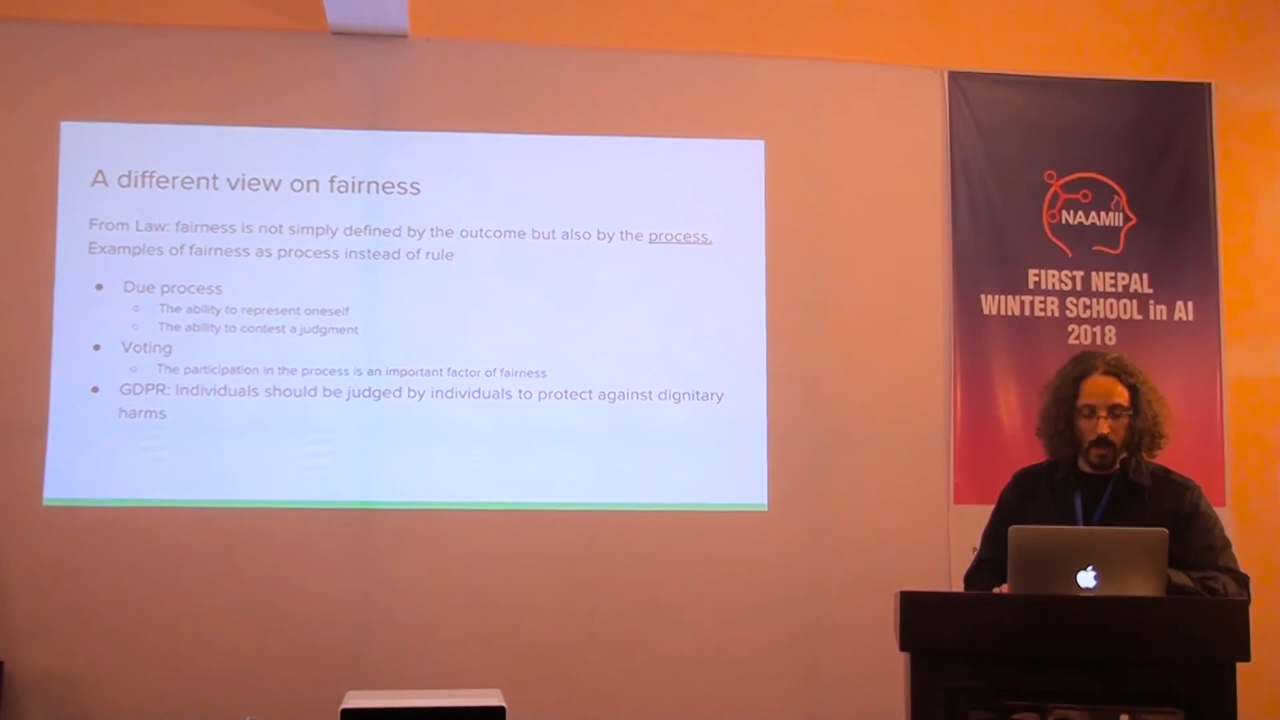 A different view on fairness
From Law: fairness is not simply defined by the outcome but also by the process.
Examples of fairness as process instead of rule
● Due process
○ The ability to represent oneself
○ The ability to contest a judgment
● Voting
○ The participation in the process is an important factor of fairness
● GDPR: Individuals should be judged by individuals to protect against dignitary
harms
NAAMII
FIRST NEPAL
WINTER SCHOOL in AI
2018